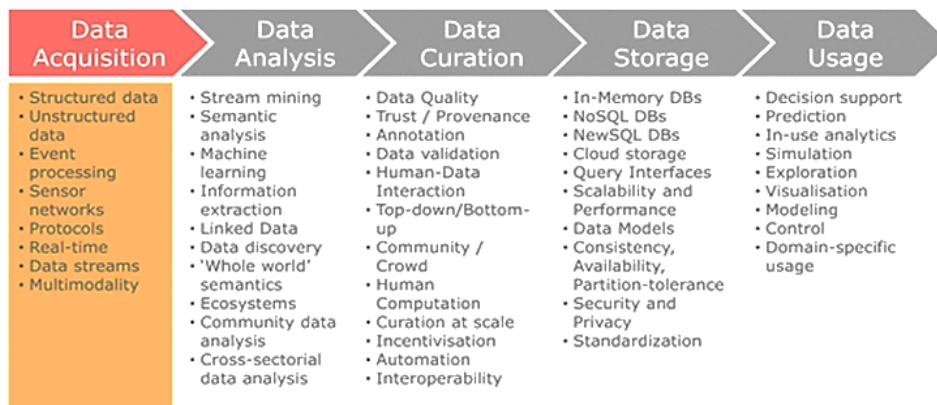 Data
Acquisition
Data
Analysis
Data
Curation
Data
Storage
Data
Usage
• Structured data
• Unstructured
data
• Event
processing
• Sensor
networks
• Protocols
• Real-time
• Data streams
• Multimodality
• Stream mining
• Semantic
analysis
• Machine
learning
• Information
extraction
• Linked Data
• Data discovery
• ‘Whole world’
semantics
• Ecosystems
• Community data
analysis
• Cross-sectorial
data analysis
• Data Quality
• Trust / Provenance
• Annotation
• Data validation
• Human-Data
Interaction
• Top-down/Bottom-
up
• Community /
Crowd
• Human
Computation
• Curation at scale
• Incentivisation
• Automation
• Interoperability
• In-Memory DBs
• NoSQL DBs
• NewSQL DBs
• Cloud storage
• Query Interfaces
• Scalability and
Performance
• Data Models
• Consistency,
Availability,
Partition-tolerance
• Security and
Privacy
• Standardization
• Decision support
• Prediction
• In-use analytics
• Simulation
• Exploration
• Visualisation
• Modeling
• Control
• Domain-specific
usage